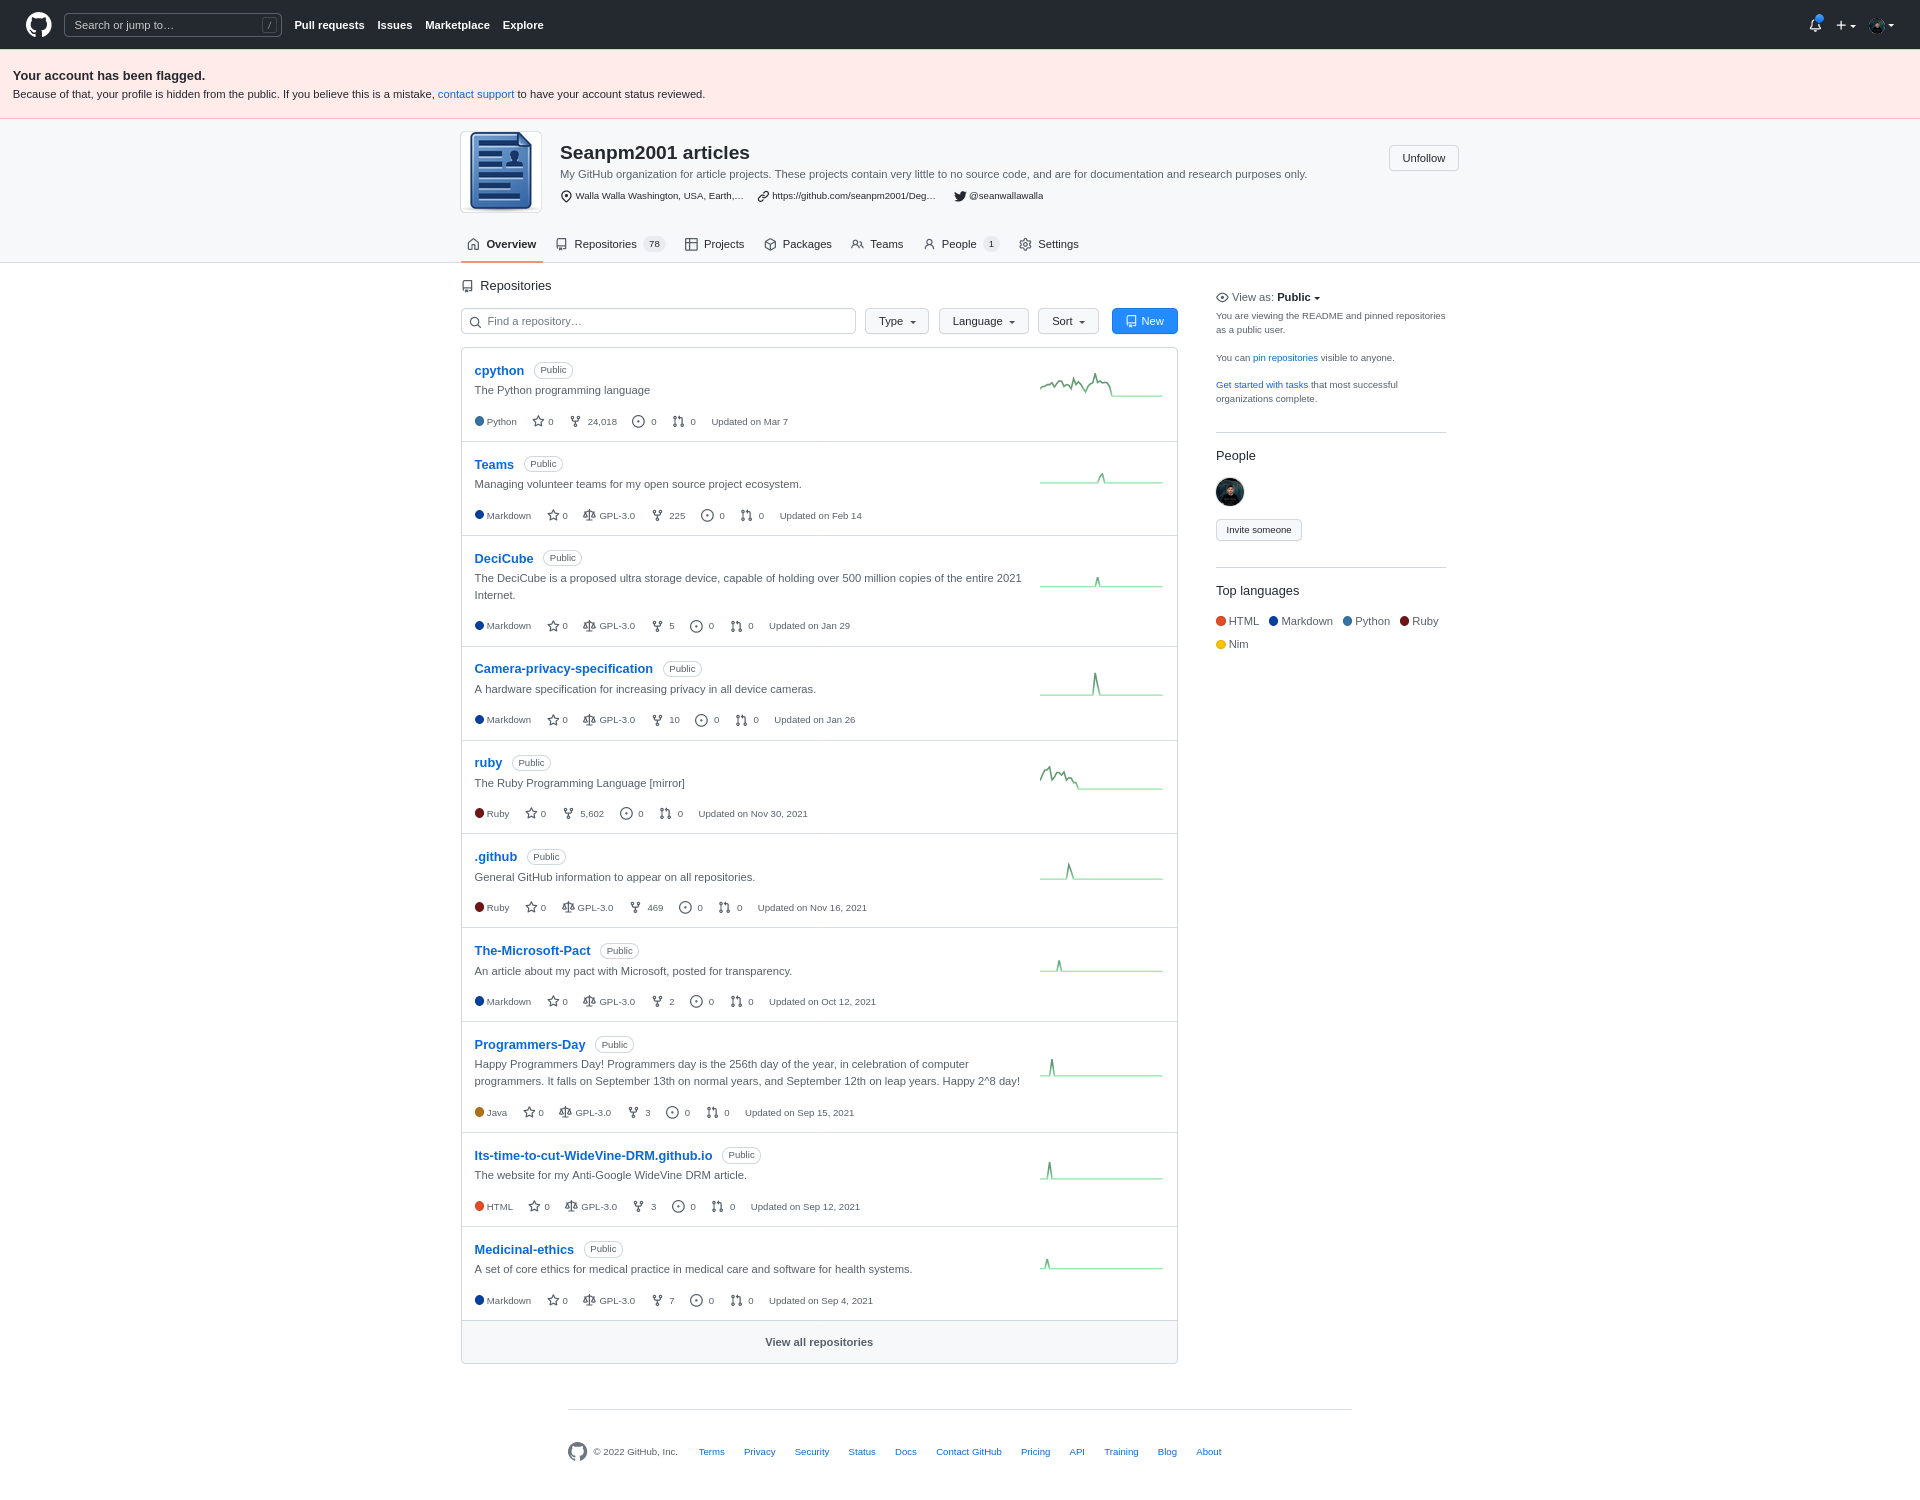 Search or jump to… /
Pull requests Issues Marketplace Explore
Your account has been flagged.
Because of that, your profile is hidden from the public. If you believe this is a mistake, contact support to have your account status reviewed.
Seanpm2001 articles
Unfollow
My GitHub organization for article projects. These projects contain very little to no source code, and are for documentation and research purposes only.
Walla Walla Washington, USA, Earth,… https://github.com/seanpm2001/Deg… @seanwallawalla
Overview Repositories 78 Projects Packages Teams People 1 Settings
Repositories
Find a repository… Type Language Sort New
cpython Public
The Python programming language
Python 0 24,018 0 0 Updated on Mar 7
Teams Public
Managing volunteer teams for my open source project ecosystem.
Markdown 0 GPL-3.0 225 0 0 Updated on Feb 14
DeciCube Public
The DeciCube is a proposed ultra storage device, capable of holding over 500 million copies of the entire 2021
Internet.
Markdown 0 GPL-3.0 5 0 0 Updated on Jan 29
Camera-privacy-specification Public
A hardware specification for increasing privacy in all device cameras.
Markdown 0 GPL-3.0 10 0 0 Updated on Jan 26
ruby Public
The Ruby Programming Language [mirror]
Ruby 0 5,602 0 0 Updated on Nov 30, 2021
.github Public
General GitHub information to appear on all repositories.
Ruby 0 GPL-3.0 469 0 0 Updated on Nov 16, 2021
The-Microsoft-Pact Public
An article about my pact with Microsoft, posted for transparency.
Markdown 0 GPL-3.0 2 0 0 Updated on Oct 12, 2021
Programmers-Day Public
Happy Programmers Day! Programmers day is the 256th day of the year, in celebration of computer
programmers. It falls on September 13th on normal years, and September 12th on leap years. Happy 2^8 day!
Java 0 GPL-3.0 3 0 0 Updated on Sep 15, 2021
Its-time-to-cut-WideVine-DRM.github.io Public
The website for my Anti-Google WideVine DRM article.
HTML 0 GPL-3.0 3 0 0 Updated on Sep 12, 2021
Medicinal-ethics Public
A set of core ethics for medical practice in medical care and software for health systems.
Markdown 0 GPL-3.0 7 0 0 Updated on Sep 4, 2021
View all repositories
View as: Public
You are viewing the README and pinned repositories
as a public user.
You can pin repositories visible to anyone.
Get started with tasks that most successful
organizations complete.
People
Invite someone
Top languages
HTML Markdown Python Ruby
Nim
© 2022 GitHub, Inc. Terms Privacy Security Status Docs Contact GitHub Pricing API Training Blog About